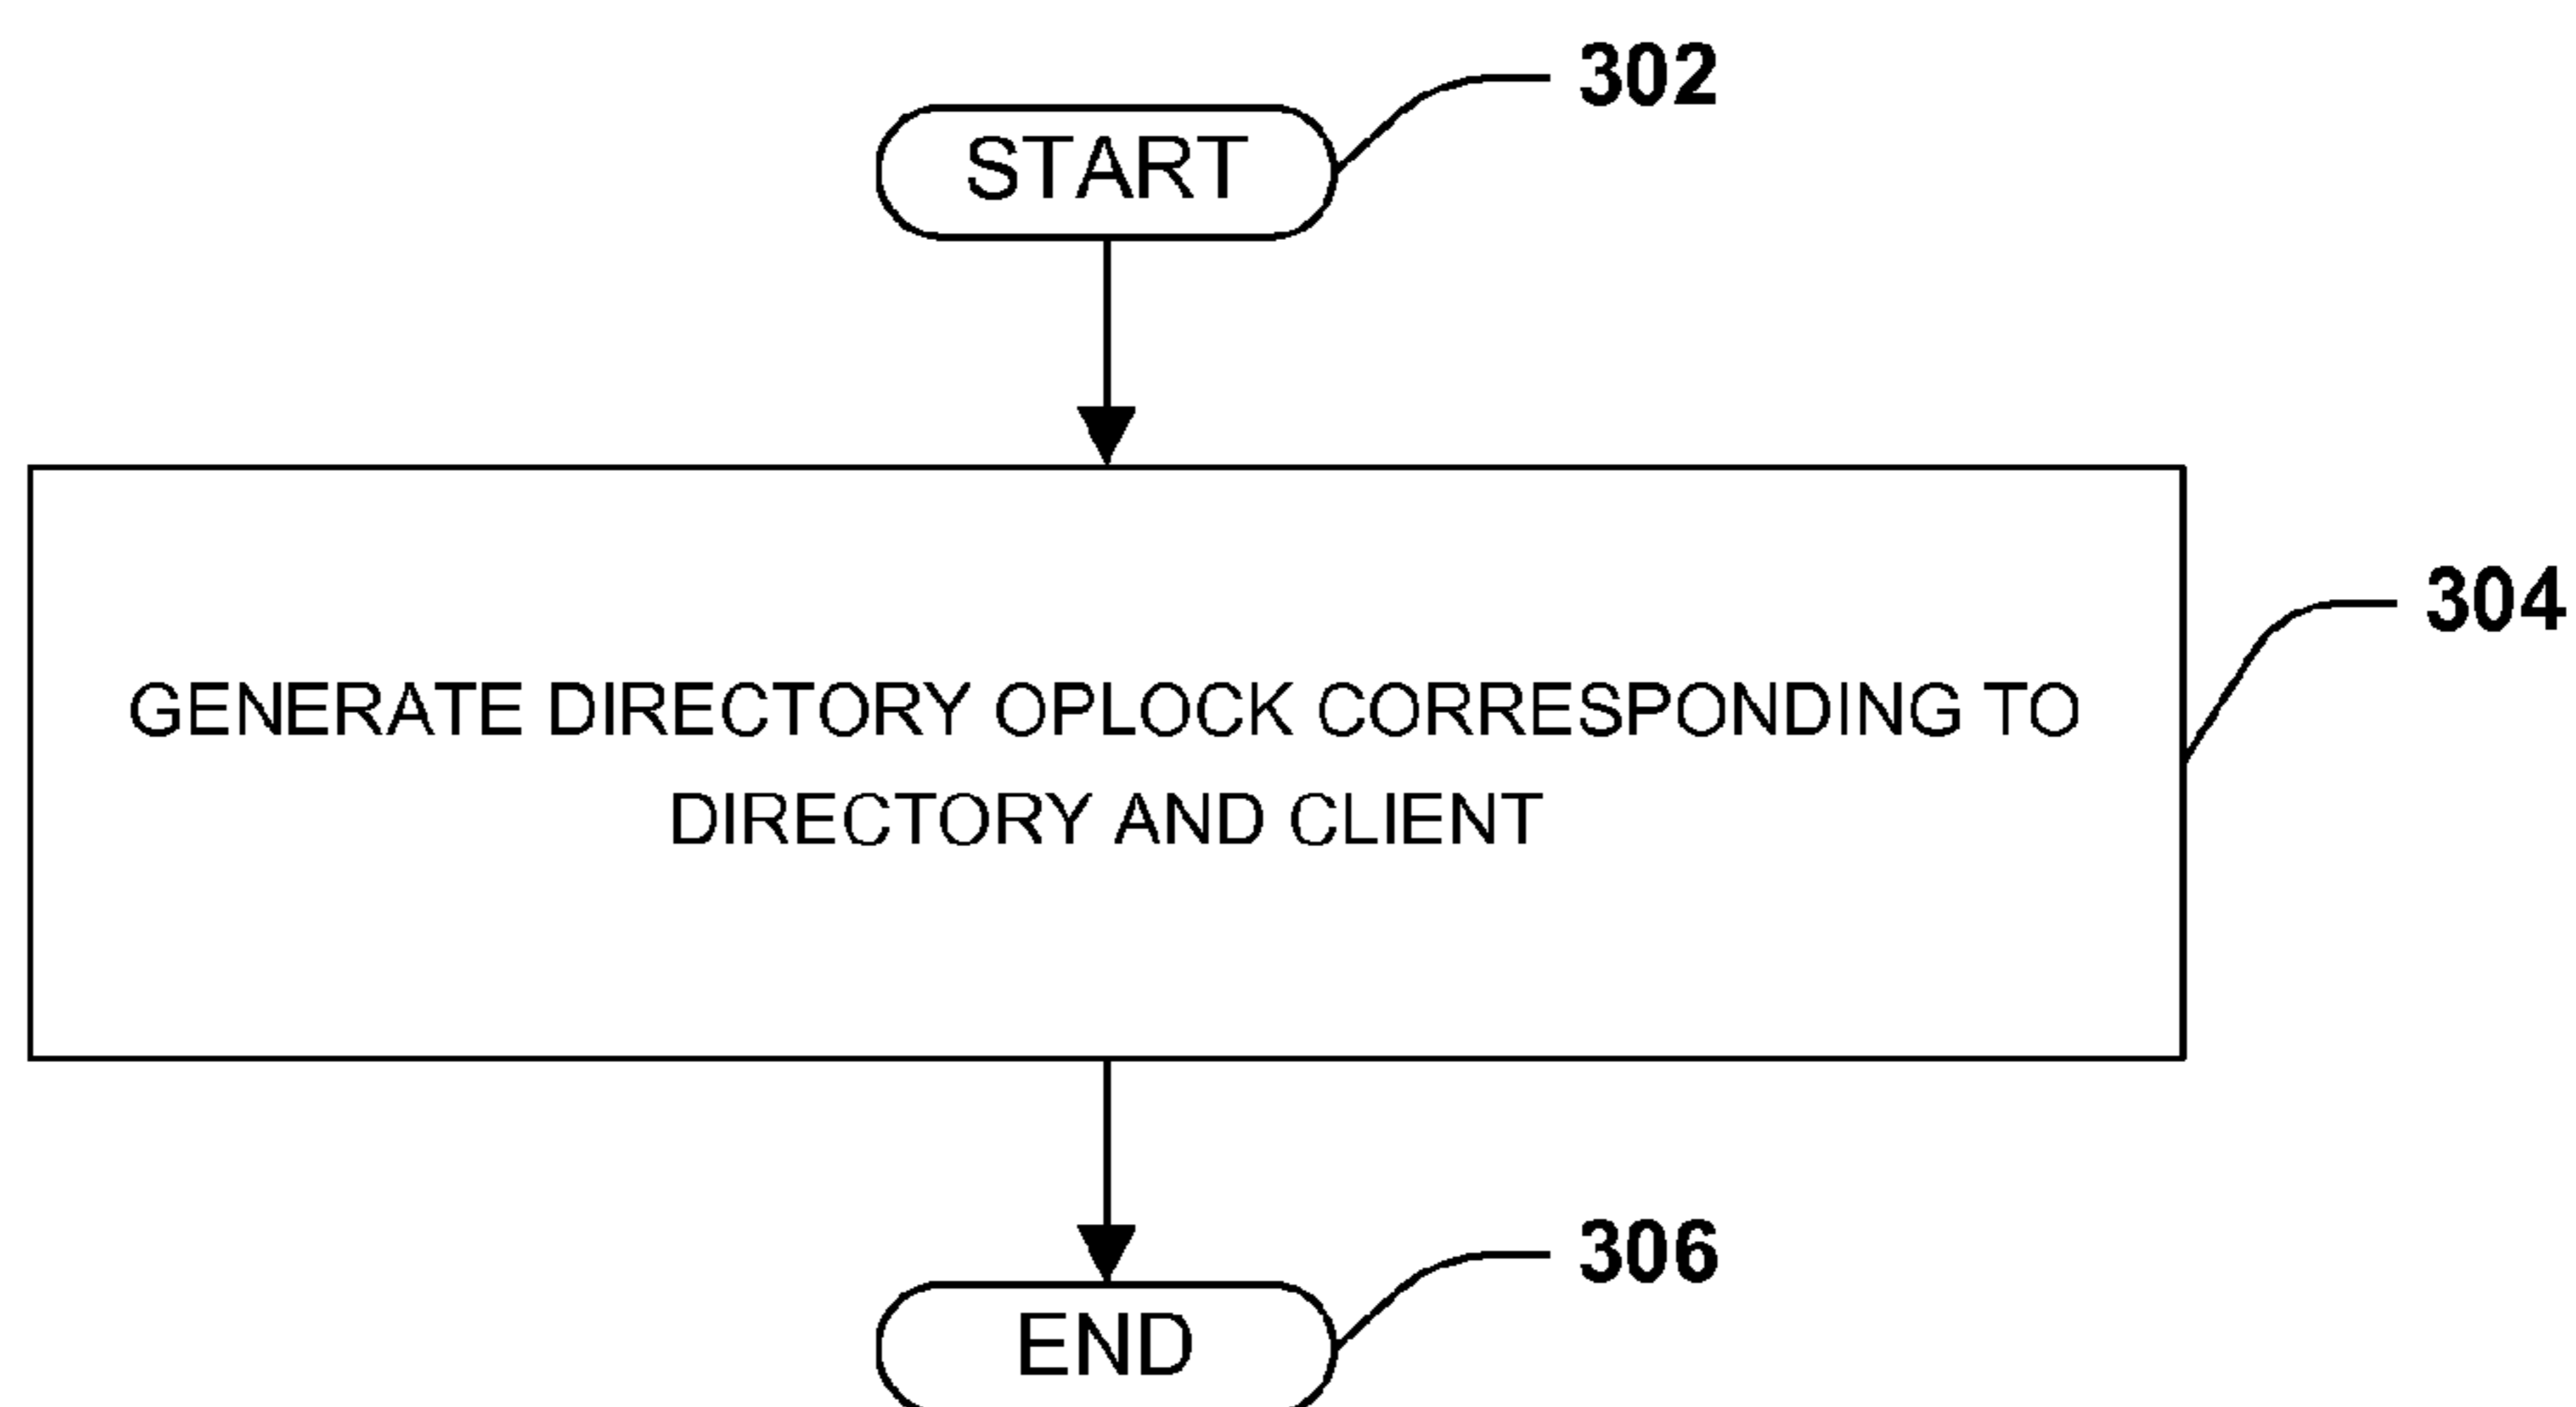 302
START
304
GENERATE DIRECTORY OPLOCK CORRESPONDING TO
DIRECTORY AND CLIENT
306
END